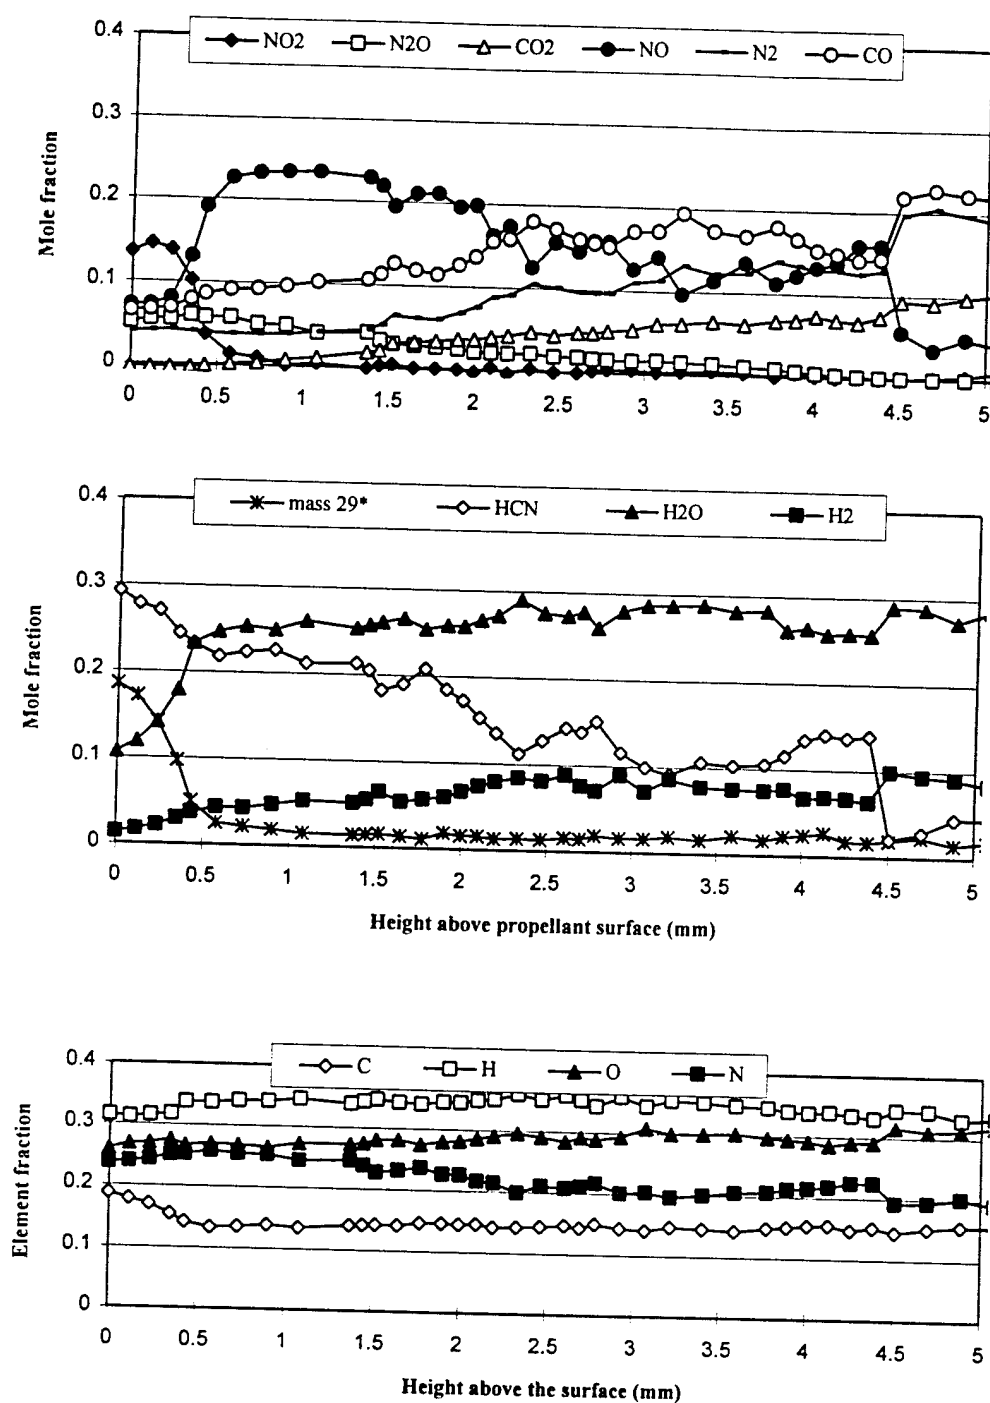 0.4
NO2 N2O CO2 NO N2 CO
0.3
0.2
0.1
0
Mole fraction
0 0.5 1 1.5 2 2.5 3 3.5 4 4.5 5
0.4
mass 29* HCN H2O H2
0.3
0.2
0.1
0
Mole fraction
0 0.5 1 1.5 2 2.5 3 3.5 4 4.5 5
Height above propellant surface (mm)
0.4
C H O N
0.3
0.2
0.1
0
Element fraction
0 0.5 1 1.5 2 2.5 3 3.5 4 4.5 5
Height above the surface (mm)